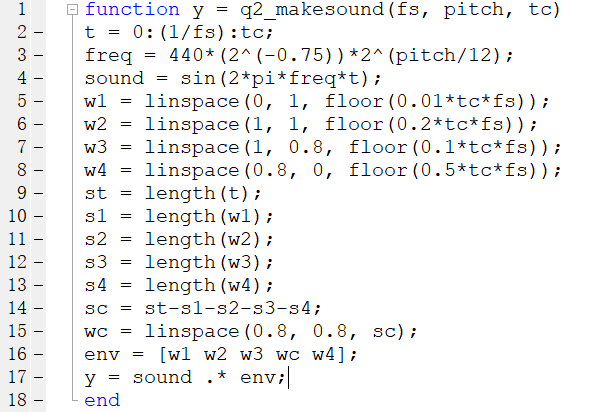 1 function y = q2_makesound(fs, pitch, tc)
2 - t = 0:(1/fs):tc;
3 - freq = 440*(2^(-0.75))*2^(pitch/12);
4 - sound = sin(2*pi*freq*t);
5 - w1 = linspace(0, 1, floor(0.01*tc*fs));
6 - w2 = linspace(1, 1, floor(0.2*tc*fs));
7 - w3 = linspace(1, 0.8, floor(0.1*tc*fs));
8 - w4 = linspace(0.8, 0, floor(0.5*tc*fs));
9 - st = length(t);
10 - s1 = length(w1);
11 - s2 = length(w2);
12 - s3 = length(w3);
13 - s4 = length(w4);
14 - sc = st-s1-s2-s3-s4;
15 - wc = linspace(0.8, 0.8, sc);
16 - env = [w1 w2 w3 wc w4];
17 - y = sound .* env;
18 - end